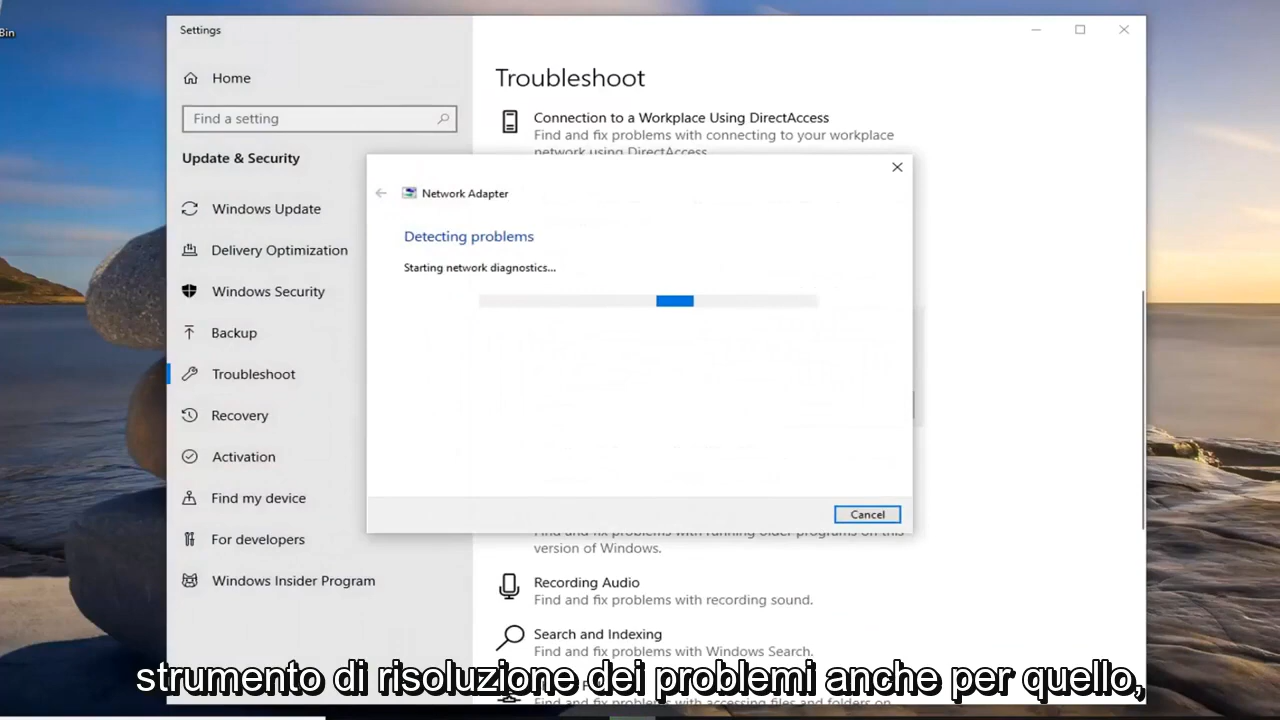 Bin
Settings
Home
Find a setting
Update & Security
Windows Update
Delivery Optimization
Windows Security
Backup
Troubleshoot
Recovery
Activation
Find my device
For developers
Windows Insider Program
Troubleshoot
Connection to a Workplace Using DirectAccess
Find and fix problems with connecting to your workplace
network using DirectAccess.
Network Adapter
Detecting problems
Starting network diagnostics...
Cancel
Find and fix problems with running older programs on this
version of Windows.
Recording Audio
Find and fix problems with recording sound.
Search and Indexing
Find and fix problems with Windows Search.
Find and fix problems with accessing files and folders on
strumento di risoluzione dei problemi anche per quello,